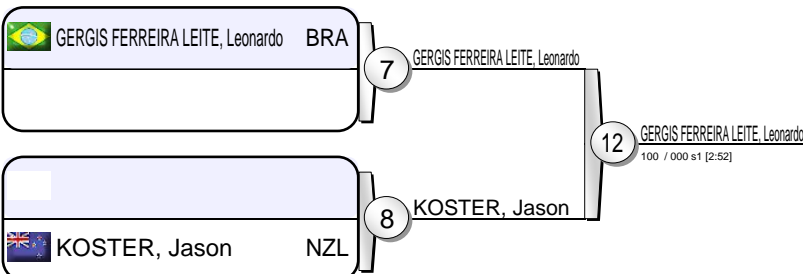 GERGIS FERREIRA LEITE, Leonardo BRA
7
GERGIS FERREIRA LEITE, Leonardo
12
GERGIS FERREIRA LEITE, Leonardo
100 / 000 s1 [2:52]
8
KOSTER, Jason
KOSTER, Jason NZL